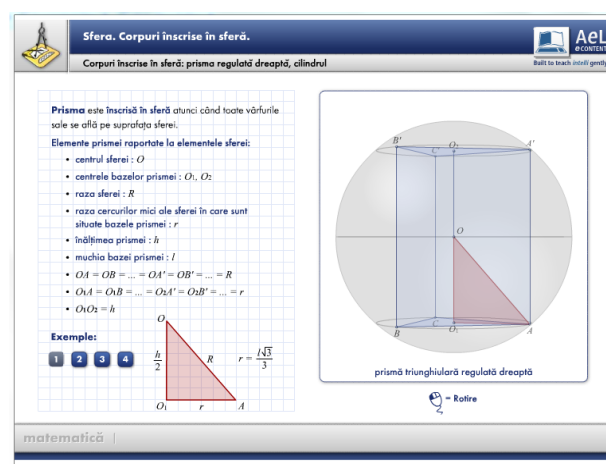 Sfera. Corpuri înscrise în sferă.
AeL
eCONTENT
Corpuri înscrise în sferă: prisma regulată dreaptă, cilindrul
Built to teach intelligently
Prisma este înscrisă în sferă atunci când toate vârfurile
sale se află pe suprafața sferei.
Elemente prismei raportate la elementele sferei:
• centrul sferei : O
• centrele bazelor prismei : O₁, O₂
• raza sferei : R
• raza cercurilor mici ale sferei în care sunt
situate bazele prismei : r
• înălțimea prismei : h
• muchia bazei prismei : l
• OA = OB = ... = OA' = OB' = ... = R
• O₁A = O₁B = ... = O₂A' = O₂B' = ... = r
• O₁O₂ = h
Exemple:
1 2 3 4
O
h/2
R
r = l√3/3
O₁ r A
B' O₂ A'
C'
O
C
B O₁ A
prismă triunghiulară regulată dreaptă
= Rotire
matematică |